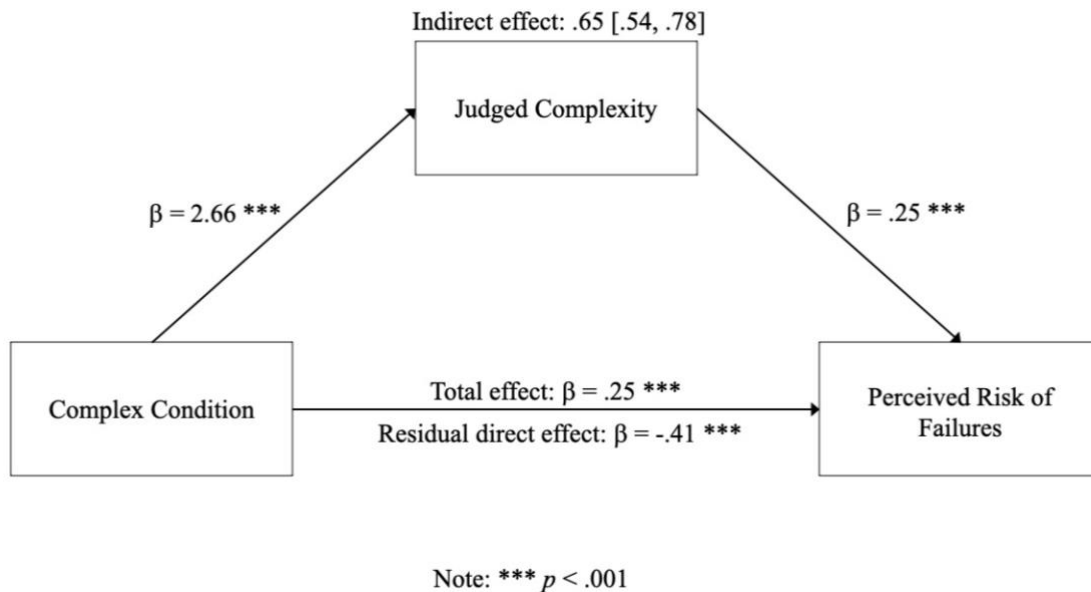 Indirect effect: .65 [.54, .78]
Judged Complexity
β = 2.66 ***
β = .25 ***
Complex Condition
Total effect: β = .25 ***
Residual direct effect: β = -.41 ***
Perceived Risk of
Failures
Note: *** p < .001